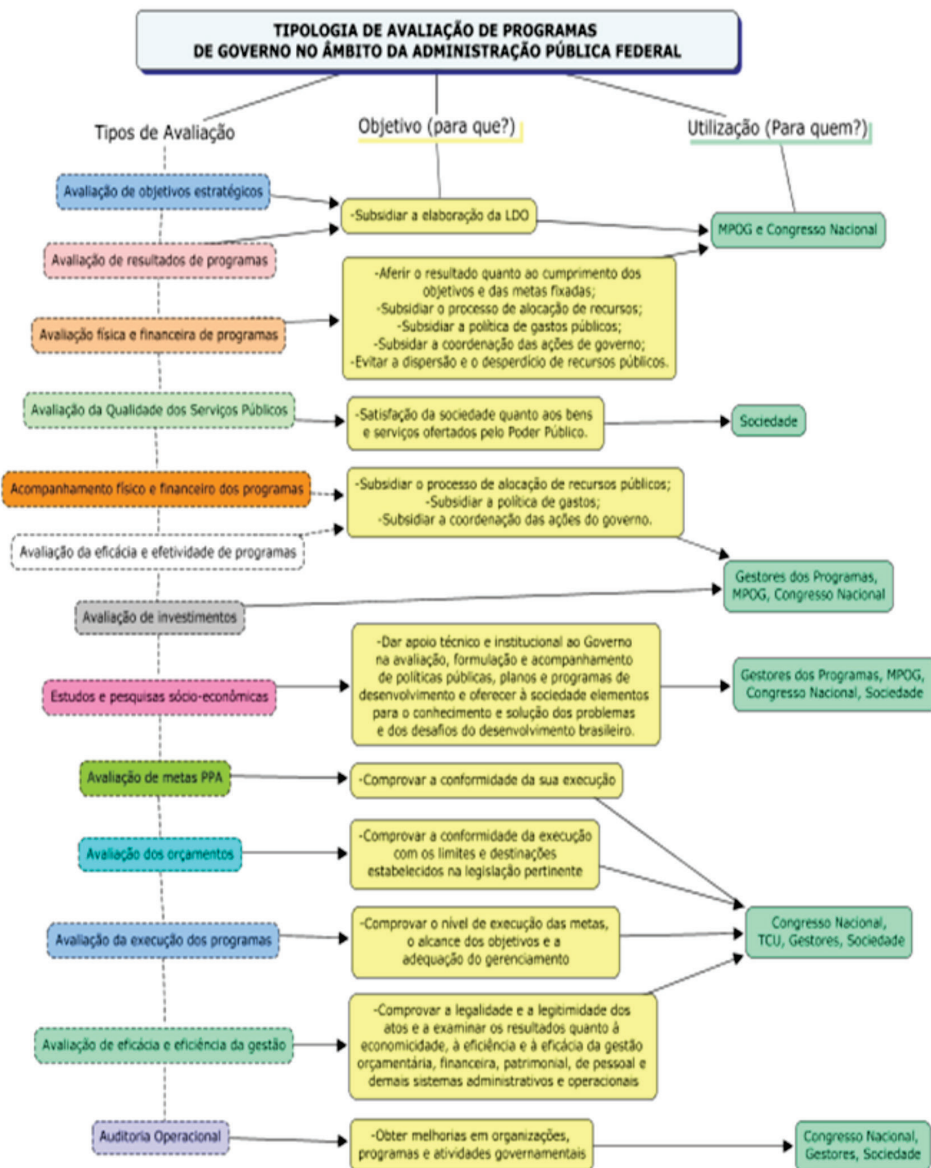 TIPOLOGIA DE AVALIAÇÃO DE PROGRAMAS
DE GOVERNO NO ÂMBITO DA ADMINISTRAÇÃO PÚBLICA FEDERAL
Tipos de Avaliação
Objetivo (para que?)
Utilização (Para quem?)
Avaliação de objetivos estratégicos
-Subsidiar a elaboração da LDO
MPOG e Congresso Nacional
Avaliação de resultados de programas
Avaliação física e financeira de programas
-Aferir o resultado quanto ao cumprimento dos
objetivos e das metas fixadas;
-Subsidiar o processo de alocação de recursos;
-Subsidiar a política de gastos públicos;
-Subsidar a coordenação das ações de governo;
-Evitar a dispersão e o desperdício de recursos públicos.
Avaliação da Qualidade dos Serviços Públicos
-Satisfação da sociedade quanto aos bens
e serviços ofertados pelo Poder Público.
Sociedade
Acompanhamento físico e financeiro dos programas
-Subsidiar o processo de alocação de recursos públicos;
-Subsidiar a política de gastos;
-Subsidiar a coordenação das ações do governo.
Avaliação da eficácia e efetividade de programas
Gestores dos Programas,
MPOG, Congresso Nacional
Avaliação de investimentos
Estudos e pesquisas sócio-econômicas
-Dar apoio técnico e institucional ao Governo
na avaliação, formulação e acompanhamento
de políticas públicas, planos e programas de
desenvolvimento e oferecer à sociedade elementos
para o conhecimento e solução dos problemas
e dos desafios do desenvolvimento brasileiro.
Gestores dos Programas, MPOG,
Congresso Nacional, Sociedade
Avaliação de metas PPA
-Comprovar a conformidade da sua execução
Avaliação dos orçamentos
-Comprovar a conformidade da execução
com os limites e destinações
estabelecidos na legislação pertinente
Avaliação da execução dos programas
-Comprovar o nível de execução das metas,
o alcance dos objetivos e a
adequação do gerenciamento
Congresso Nacional,
TCU, Gestores, Sociedade
Avaliação de eficácia e eficiência da gestão
-Comprovar a legalidade e a legitimidade dos
atos e a examinar os resultados quanto á
economicidade, à eficiência e à eficácia da gestão
orçamentária, financeira, patrimonial, de pessoal e
demais sistemas administrativos e operacionais
Auditoria Operacional
-Obter melhorias em organizações,
programas e atividades governamentais
Congresso Nacional,
Gestores, Sociedade